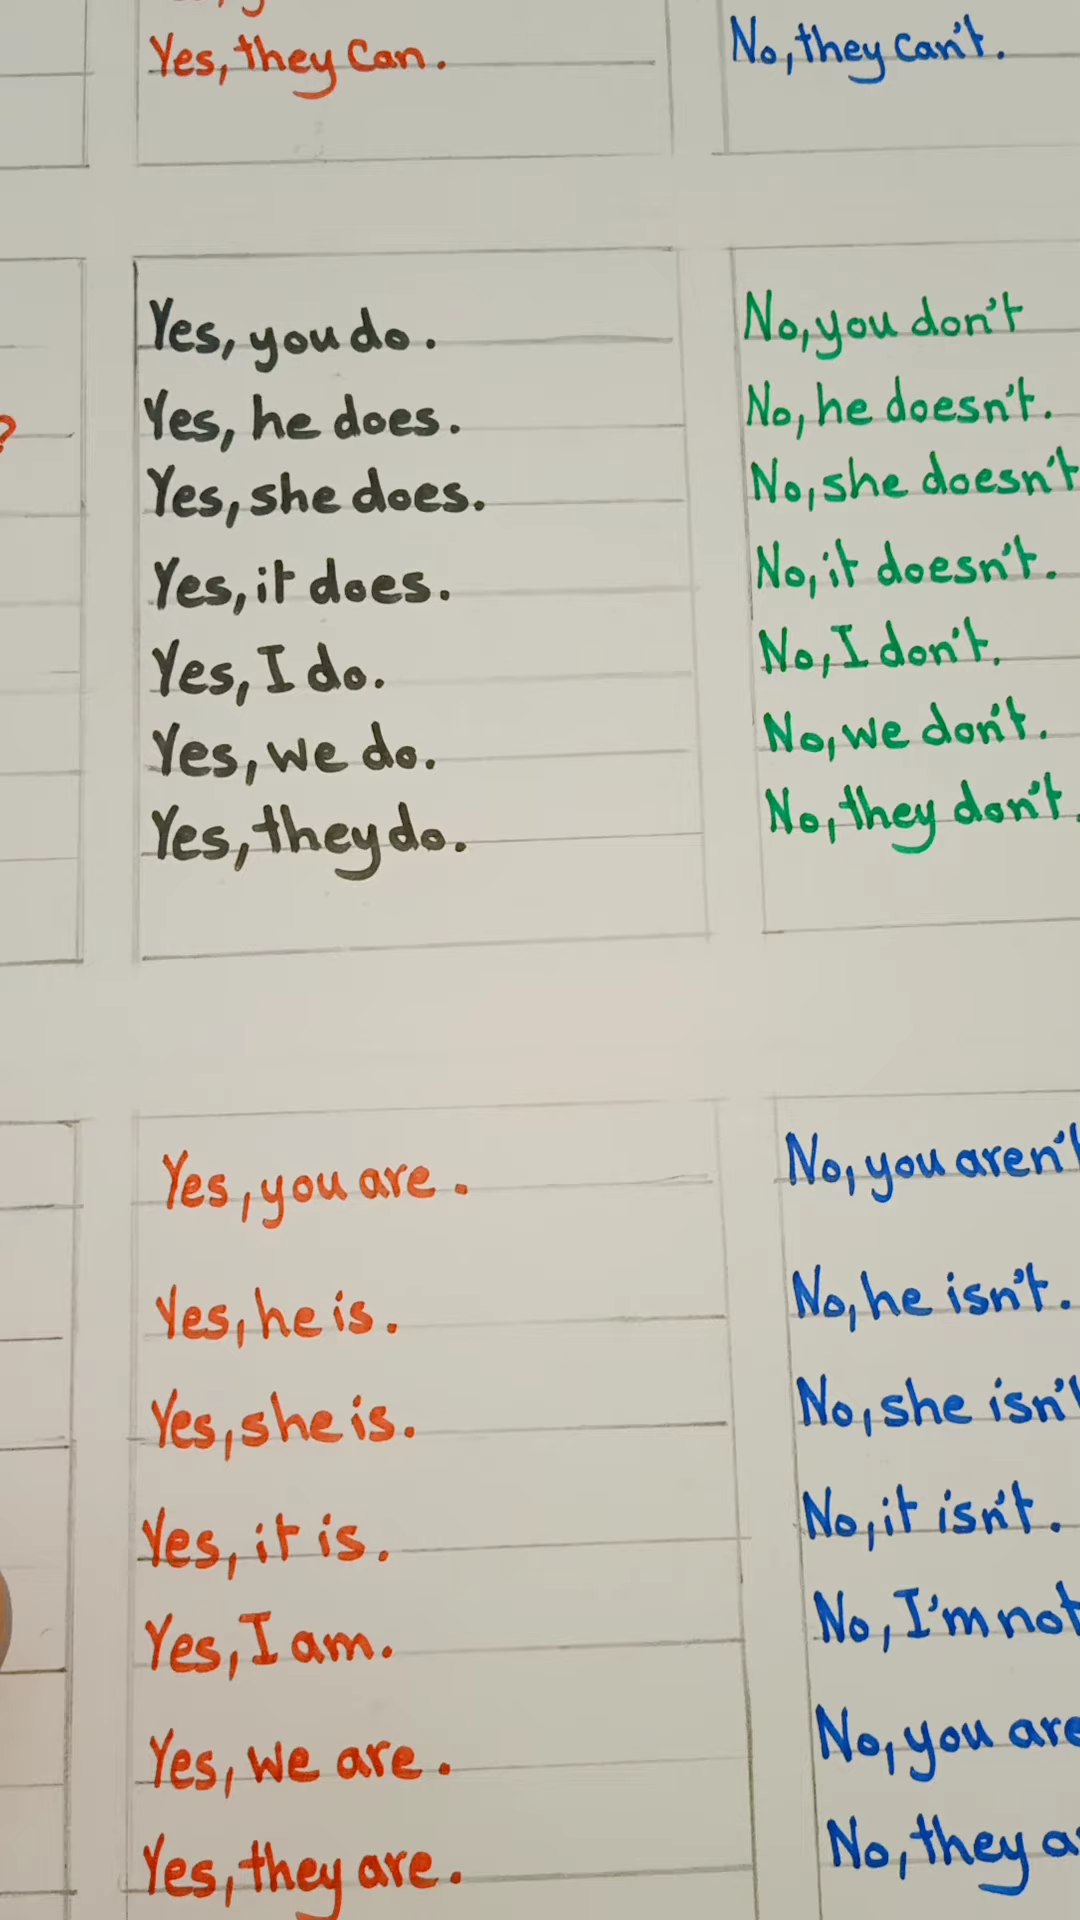 Yes, they Can.
No, they can't.
?
Yes, you do.
No, you don't
Yes, he does.
No, he doesn't.
Yes, she does.
No, she doesn't
Yes, it does.
No, it doesn't.
Yes, I do.
No, I don't.
Yes, we do.
No, we don't.
Yes, they do.
No, they don't.
Yes, you are.
No, you aren't
Yes, he is.
No, he isn't.
Yes, she is.
No, she isn't
Yes, it is.
No, it isn't.
Yes, I am.
No, I'm not
Yes, we are.
No, you are
Yes, they are.
No, they a